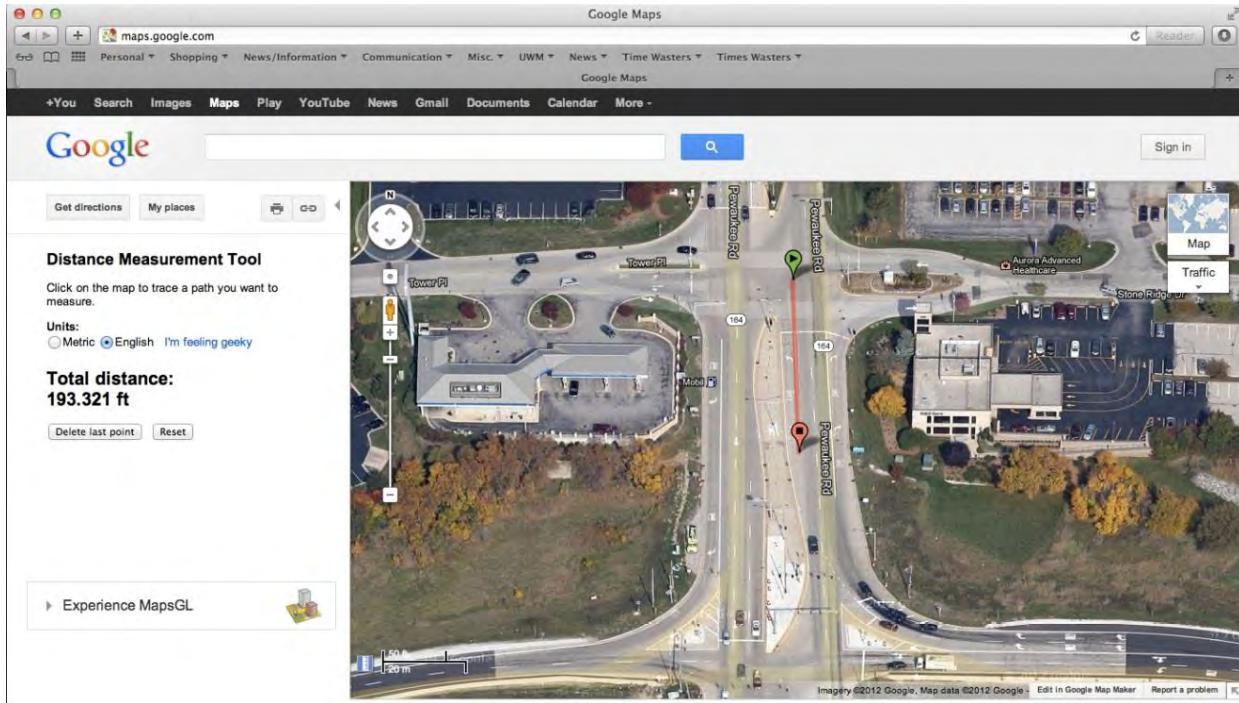 Google Maps
maps.google.com
Reader
Personal Shopping News/Information Communication Misc. UWM News Time Wasters Times Wasters
Google Maps
+You Search Images Maps Play YouTube News Gmail Documents Calendar More
Google
Sign in
Get directions My places
Distance Measurement Tool
Click on the map to trace a path you want to
measure.
Units:
Metric English I'm feeling geeky
Total distance:
193.321 ft
Delete last point Reset
Experience MapsGL
N
Pewaukee Rd
Pewaukee Rd
Map
Traffic
Tower Pl
Tower Pl
Aurora Advanced
Healthcare
Stone Ridge Dr
164
164
Mobil
Pewaukee Rd
50 ft
20 m
Imagery ©2012 Google, Map data ©2012 Google - Edit in Google Map Maker Report a problem